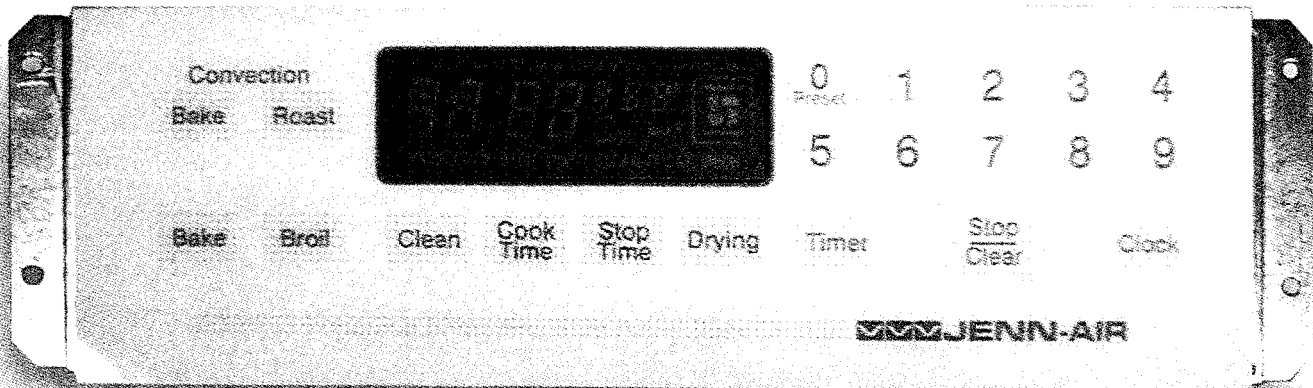 Convection
Bake Roast
0 1 2 3 4
Preset
5 6 7 8 9
Bake Broil Clean Cook Time Stop Time Drying Timer Stop Clear Clock
JENN-AIR